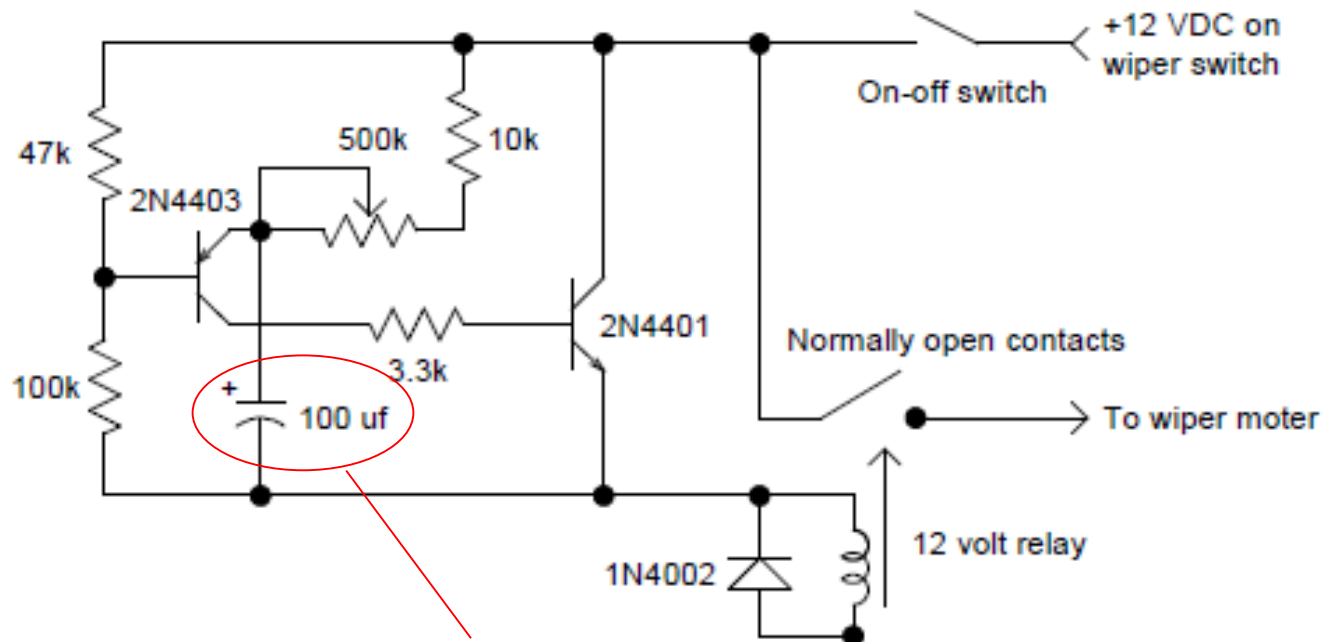 +12 VDC on
wiper switch
On-off switch
47k
500k
10k
2N4403
2N4401
Normally open contacts
3.3k
100k
+
100 uf
To wiper moter
12 volt relay
1N4002